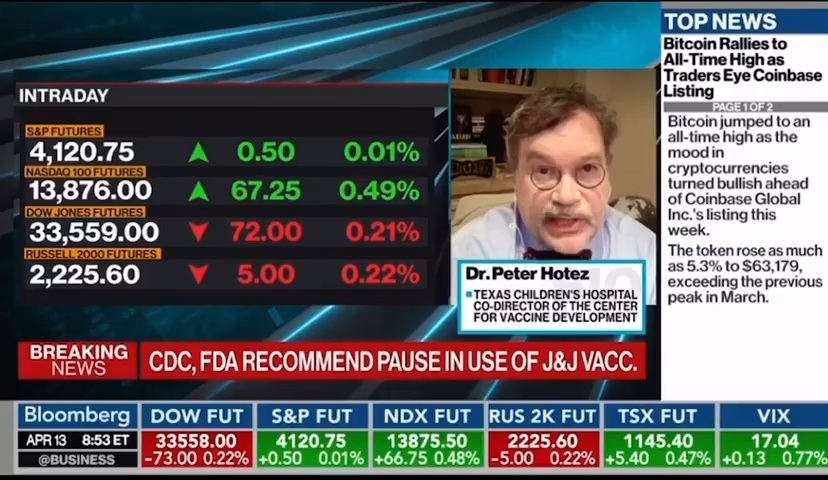 INTRADAY
S&P FUTURES
4,120.75 ▲ 0.50 0.01%
NASDAQ 100 FUTURES
13,876.00 ▲ 67.25 0.49%
DOW JONES FUTURES
33,559.00 ▼ 72.00 0.21%
RUSSELL 2000 FUTURES
2,225.60 ▼ 5.00 0.22%
Dr. Peter Hotez
TEXAS CHILDREN'S HOSPITAL
CO-DIRECTOR OF THE CENTER
FOR VACCINE DEVELOPMENT
TOP NEWS
Bitcoin Rallies to
All-Time High as
Traders Eye Coinbase
Listing
PAGE 1 OF 2
Bitcoin jumped to an
all-time high as the
mood in
cryptocurrencies
turned bullish ahead
of Coinbase Global
Inc.'s listing this
week.
The token rose as much
as 5.3% to $63,179,
exceeding the previous
peak in March.
BREAKING
NEWS
CDC, FDA RECOMMEND PAUSE IN USE OF J&J VACC.
Bloomberg DOW FUT S&P FUT NDX FUT RUS 2K FUT TSX FUT VIX
APR 13 8:53 ET 33558.00 4120.75 13875.50 2225.60 1145.40 17.04
@BUSINESS -73.00 0.22% +0.50 0.01% +66.75 0.48% -5.00 0.22% +5.40 0.47% +0.13 0.77%